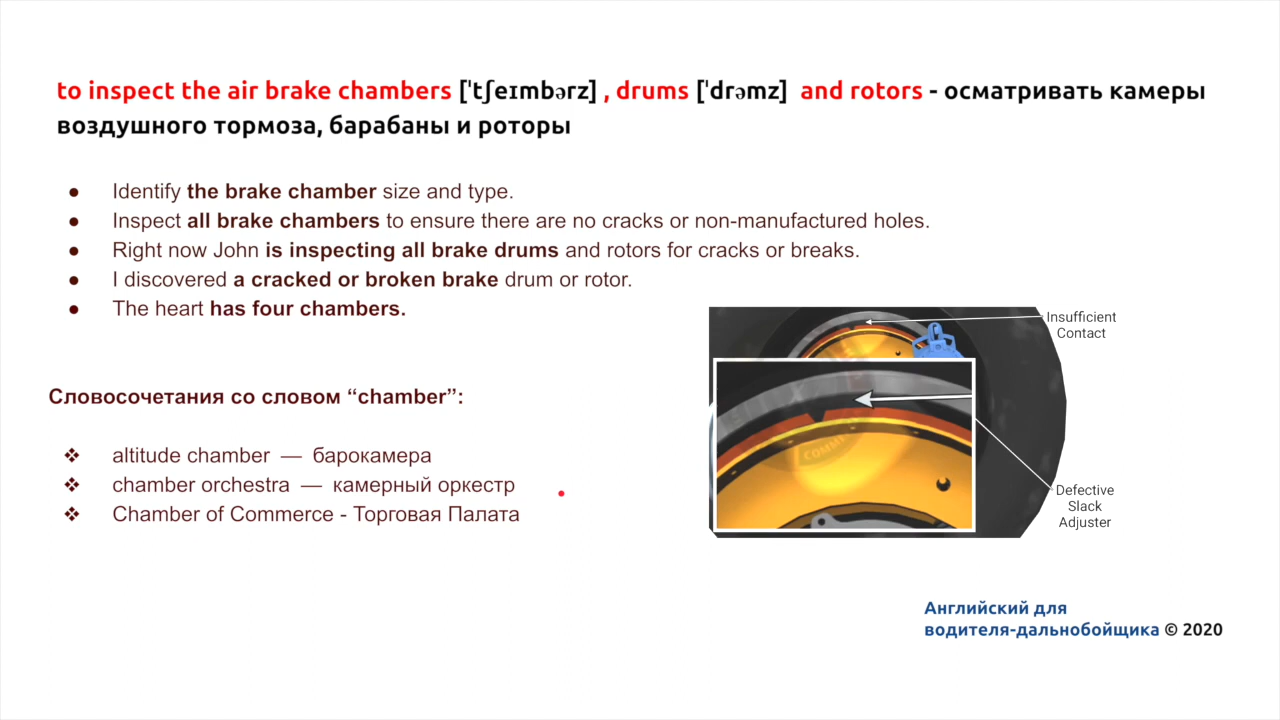 to inspect the air brake chambers [ˈtʃeɪmbərz] , drums [ˈdrəmz] and rotors - осматривать камеры
воздушного тормоза, барабаны и роторы
● Identify the brake chamber size and type.
● Inspect all brake chambers to ensure there are no cracks or non-manufactured holes.
● Right now John is inspecting all brake drums and rotors for cracks or breaks.
● I discovered a cracked or broken brake drum or rotor.
● The heart has four chambers.
Insufficient
Contact
Словосочетания со словом “chamber”:
❖ altitude chamber — барокамера
❖ chamber orchestra — камерный оркестр
❖ Chamber of Commerce - Торговая Палата
Defective
Slack
Adjuster
Английский для
водителя-дальнобойщика © 2020